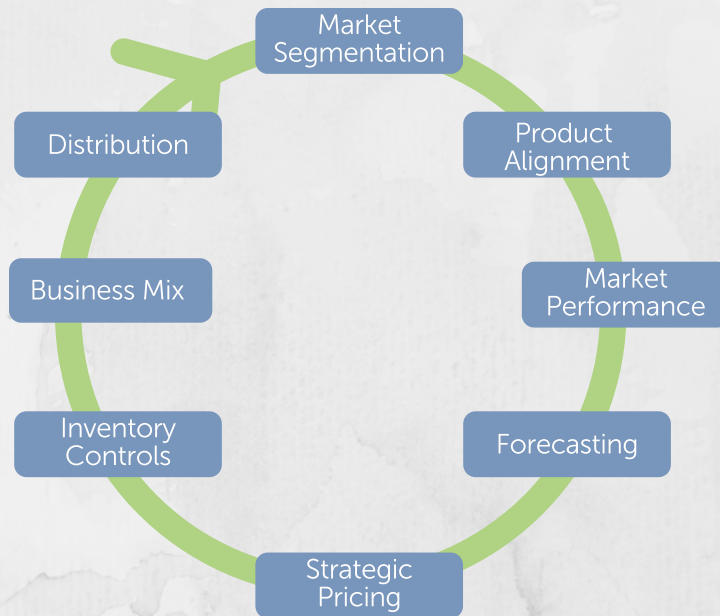 Market
Segmentation
Product
Alignment
Market
Performance
Forecasting
Strategic
Pricing
Inventory
Controls
Business Mix
Distribution